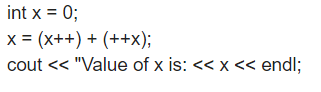 int x = 0;
x = (x++) + (++x);
cout << "Value of x is: << x << endl;